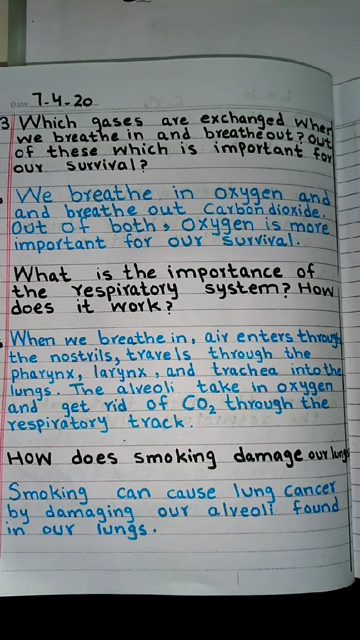 Date 7-4-20
3 Which gases are exchanged when
we breathe in and breathe out? Out
of these which is important for
our survival?
We breathe in oxygen and
and breathe out Carbondioxide.
Out of both, Oxygen is more
important for our Survival.
What is the importance of
the respiratory system? How
does it work?
When we breathe in, air enters through
the nostrils, travels through the
pharynx, larynx, and trachea into the
lungs. The alveoli take in oxygen
and get rid of CO2 through the
respiratory track.
How does smoking damage our lungs
Smoking can cause lung cancer
by damaging our alveoli found
in our lungs.